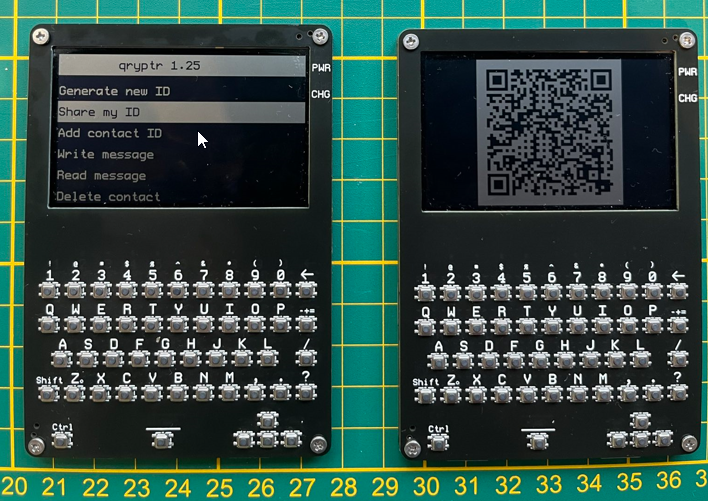 qryptr 1.25
PWR
Generate new ID
CHG
Share my ID
Add contact ID
Write message
Read message
Delete contact
PWR
CHG
! @ $ ^ & * ( )
1 2 3 4 5 6 7 8 9 0 ←
Q W E R T Y U I O P -+=
A S D F G H J K L /
Shift Z X C V B N M , . ?
Ctrl
! @ $ ^ & * ( )
1 2 3 4 5 6 7 8 9 0 ←
Q W E R T Y U I O P -+=
A S D F G H J K L /
Shift Z X C V B N M , . ?
Ctrl
20 21 22 23 24 25 26 27 28 29 30 31 32 33 34 35 36 3